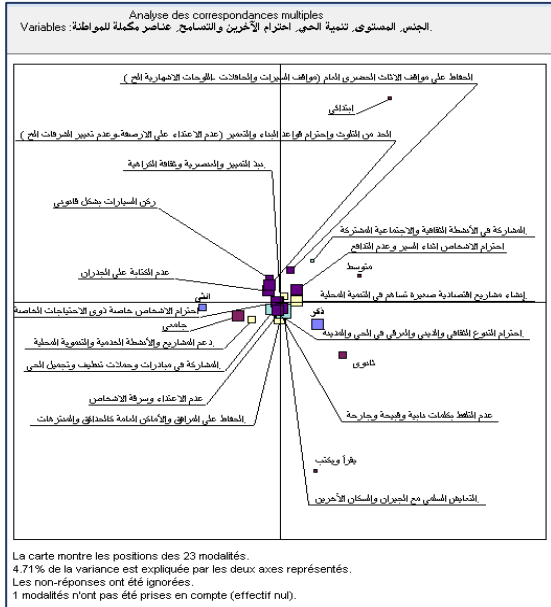 Analyse des correspondances multiples
Variables :الجنس, المستوى, تنمية الحي, احترام الآخرين والتسامح, عناصر مكملة للمواطنة.
الحفاظ على مواقف الاثاث الحضري العام (مواقف السيارات والحافلات ..اللوحات الاشهارية الخ )
ابتدائي
الحد من التلوث واحترام قواعد البناء والتعمير (عدم الاعتداء على الارصفة..وعدم تغيير الشرفات الخ )
نبذ التمييز والعنصرية وثقافة الكراهية
ركن السيارات بشكل قانوني
المشاركة في الأنشطة الثقافية والاجتماعية المشتركة.
احترام الاشخاص اثناء السير وعدم التدافع
متوسط
عدم الكتابة على الجدران
انثى
إنشاء مشاريع اقتصادية صغيرة تساهم في التنمية المحلية.
احترام الاشخاص خاصة ذوي الاحتياجات الخاصة
ذكر
جامعي
احترام التنوع الثقافي والديني والعرقي في الحي والمدينة.
دعم المشاريع والأنشطة الخدمية والتنموية المحلية.
المشاركة في مبادرات وحملات تنظيف وتجميل الحي.
ثانوي
عدم الاعتداء وسرقة الاشخاص
الحفاظ على المرافق والأماكن العامة كالحدائق والمنتزهات.
عدم التلفظ بكلمات نابية وقبيحة وجارحة
يقرأ ويكتب
التعايش السلمي مع الجيران والسكان الآخرين.
La carte montre les positions des 23 modalités.
4.71% de la variance est expliquée par les deux axes représentés.
Les non-réponses ont été ignorées.
1 modalités n'ont pas été prises en compte (effectif nul).